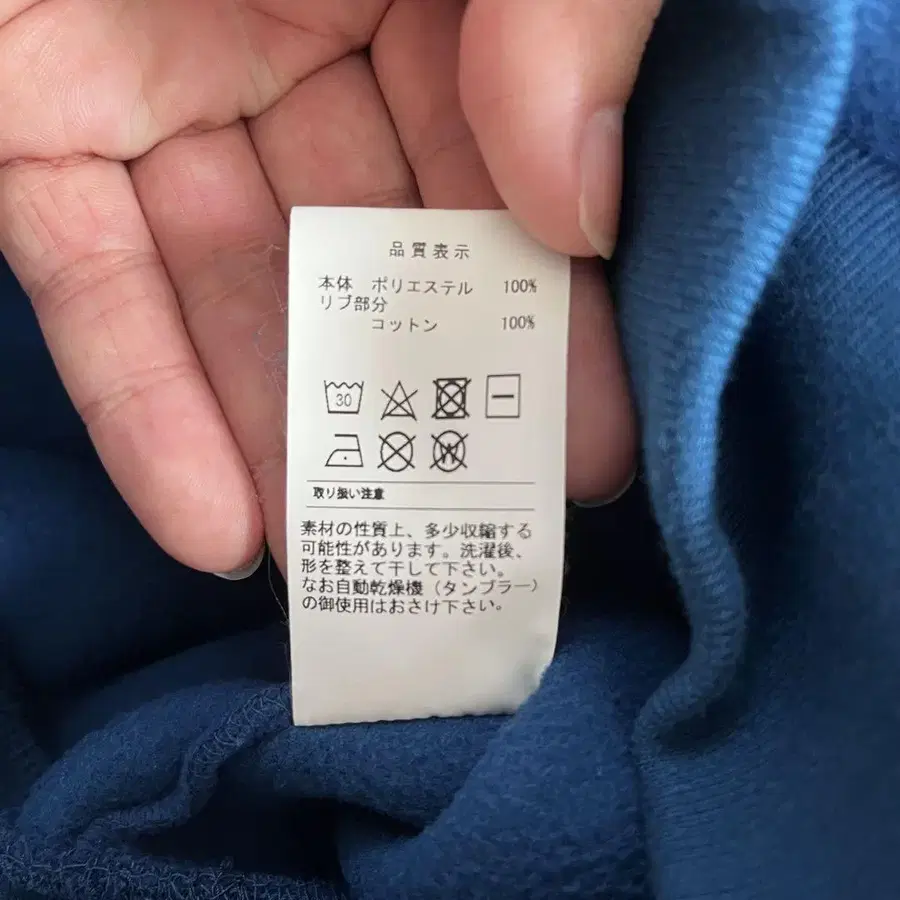 品質表示
本体 ポリエステル 100%
リブ部分
コットン 100%
30
W
取り扱い注意
素材の性質上、多少収縮する
可能性があります。洗濯後、
形を整えて干して下さい。
なお自動乾燥機（タンブラー）
の御使用はおさけ下さい。